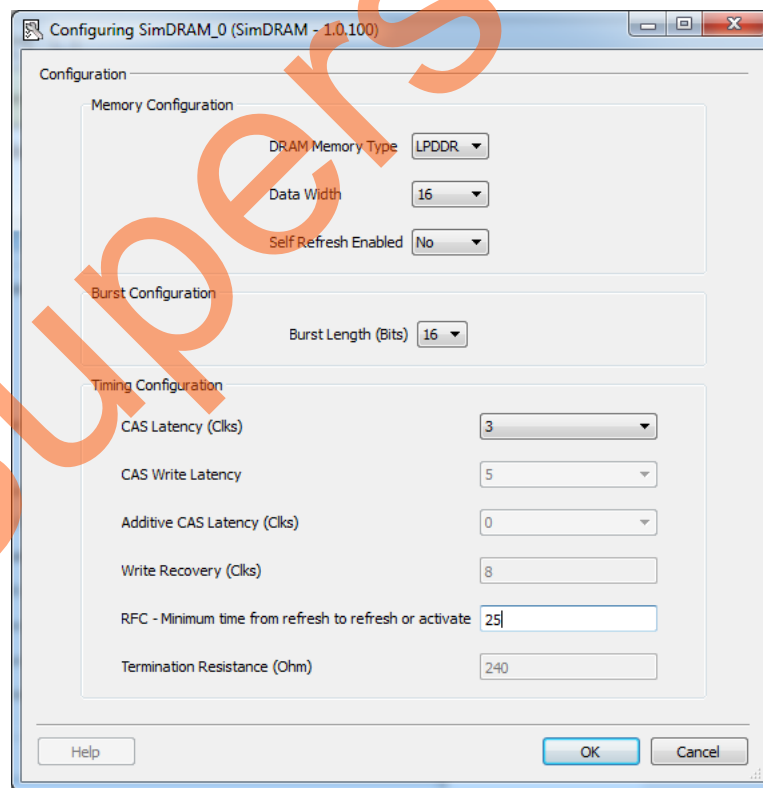 Configuring SimDRAM_0 (SimDRAM - 1.0.100)
Configuration
Memory Configuration
DRAM Memory Type LPDDR
Data Width 16
Self Refresh Enabled No
Burst Configuration
Burst Length (Bits) 16
Timing Configuration
CAS Latency (Clks) 3
CAS Write Latency 5
Additive CAS Latency (Clks) 0
Write Recovery (Clks) 8
RFC - Minimum time from refresh to refresh or activate 25
Termination Resistance (Ohm) 240
Help OK Cancel
upers